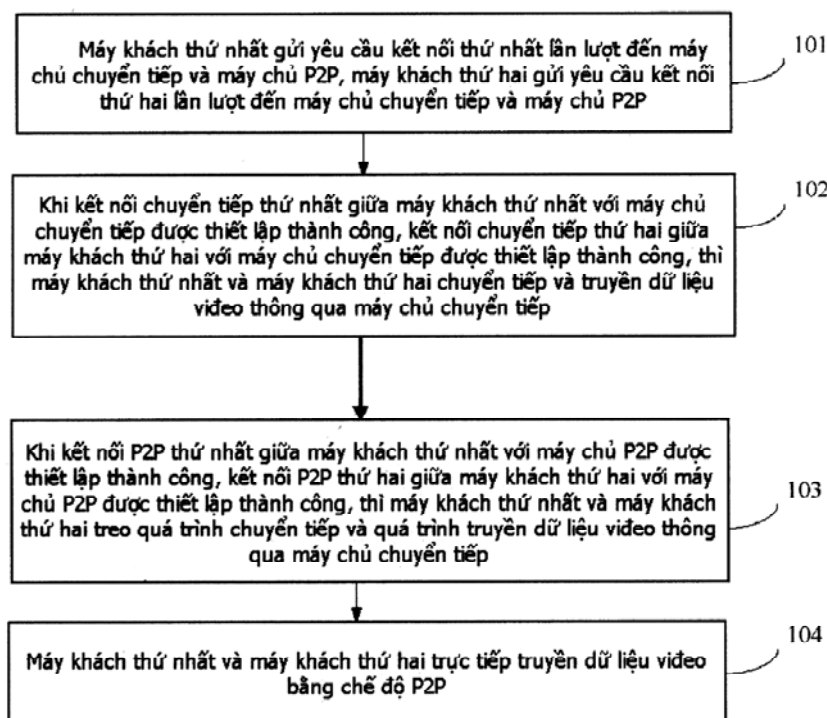 Máy khách thứ nhất gửi yêu cầu kết nối thứ nhất lần lượt đến máy
chủ chuyển tiếp và máy chủ P2P, máy khách thứ hai gửi yêu cầu kết nối
thứ hai lần lượt đến máy chủ chuyển tiếp và máy chủ P2P
101
Khi kết nối chuyển tiếp thứ nhất giữa máy khách thứ nhất với máy chủ
chuyển tiếp được thiết lập thành công, kết nối chuyển tiếp thứ hai giữa
máy khách thứ hai với máy chủ chuyển tiếp được thiết lập thành công, thì
máy khách thứ nhất và máy khách thứ hai chuyển tiếp và truyền dữ liệu
viđeo thông qua máy chủ chuyển tiếp
102
Khi kết nối P2P thứ nhất giữa máy khách thứ nhất với máy chủ P2P được
thiết lập thành công, kết nối P2P thứ hai giữa máy khách thứ hai với máy
chủ P2P được thiết lập thành công, thì máy khách thứ nhất và máy khách
thứ hai treo quá trình chuyển tiếp và quá trình truyền dữ liệu viđeo thông
qua máy chủ chuyển tiếp
103
Máy khách thứ nhất và máy khách thứ hai trực tiếp truyền dữ liệu viđeo
bằng chế độ P2P
104